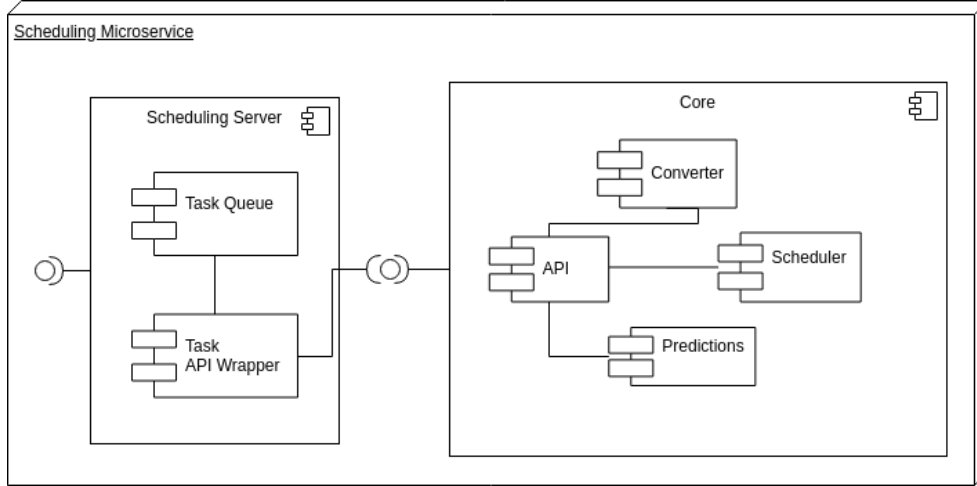 Scheduling Microservice
Scheduling Server
Task Queue
Task
API Wrapper
Core
Converter
API
Scheduler
Predictions